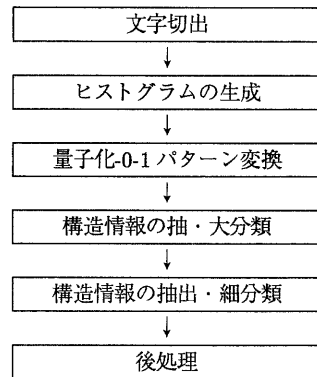 文字切出
ヒストグラムの生成
量子化-0-1 パターン変換
構造情報の抽・大分類
構造情報の抽出・細分類
後処理